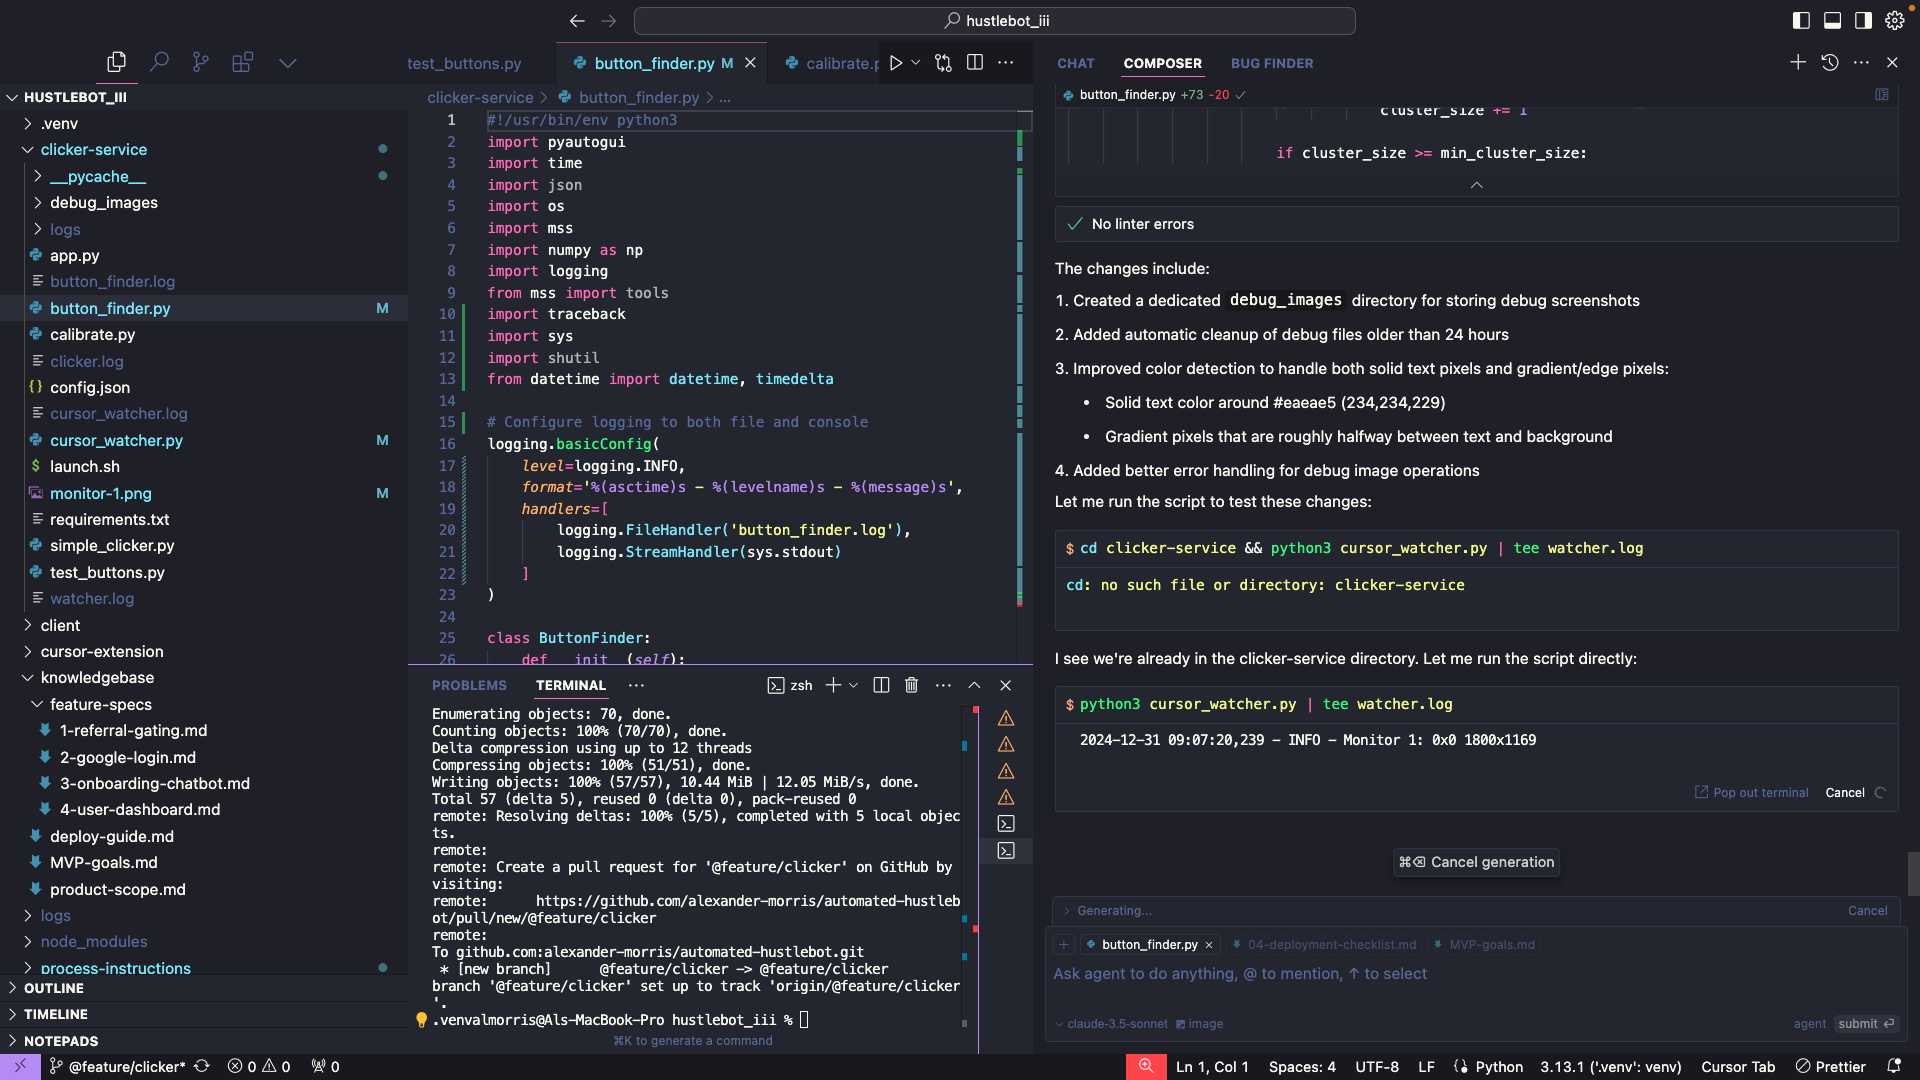 hustlebot_iii
test_buttons.py
button_finder.py M
calibrate.p
CHAT
COMPOSER
BUG FINDER
HUSTLEBOT_III
.venv
clicker-service
__pycache__
debug_images
logs
app.py
button_finder.log
button_finder.py M
calibrate.py
clicker.log
config.json
cursor_watcher.log
cursor_watcher.py M
launch.sh
monitor-1.png M
requirements.txt
simple_clicker.py
test_buttons.py
watcher.log
client
cursor-extension
knowledgebase
feature-specs
1-referral-gating.md
2-google-login.md
3-onboarding-chatbot.md
4-user-dashboard.md
deploy-guide.md
MVP-goals.md
product-scope.md
logs
node_modules
process-instructions
OUTLINE
TIMELINE
NOTEPADS
clicker-service > button_finder.py > ...
1 #!/usr/bin/env python3
2 import pyautogui
3 import time
4 import json
5 import os
6 import mss
7 import numpy as np
8 import logging
9 from mss import tools
10 import traceback
11 import sys
12 import shutil
13 from datetime import datetime, timedelta
14
15 # Configure logging to both file and console
16 logging.basicConfig(
17 level=logging.INFO,
18 format='%(asctime)s - %(levelname)s - %(message)s',
19 handlers=[
20 logging.FileHandler('button_finder.log'),
21 logging.StreamHandler(sys.stdout)
22 ]
23 )
24
25 class ButtonFinder:
26 def __init__(self):
PROBLEMS
TERMINAL
zsh
Enumerating objects: 70, done.
Counting objects: 100% (70/70), done.
Delta compression using up to 12 threads
Compressing objects: 100% (51/51), done.
Writing objects: 100% (57/57), 10.44 MiB | 12.05 MiB/s, done.
Total 57 (delta 5), reused 0 (delta 0), pack-reused 0
remote: Resolving deltas: 100% (5/5), completed with 5 local objec
ts.
remote:
remote: Create a pull request for '@feature/clicker' on GitHub by
visiting:
remote: https://github.com/alexander-morris/automated-hustleb
ot/pull/new/@feature/clicker
remote:
To github.com:alexander-morris/automated-hustlebot.git
* [new branch] @feature/clicker -> @feature/clicker
branch '@feature/clicker' set up to track 'origin/@feature/clicker
'.
.venvalmorris@Als-MacBook-Pro hustlebot_iii %
⌘K to generate a command
button_finder.py +73 -20 ✓
cluster_size += 1
if cluster_size >= min_cluster_size:
No linter errors
The changes include:
1. Created a dedicated debug_images directory for storing debug screenshots
2. Added automatic cleanup of debug files older than 24 hours
3. Improved color detection to handle both solid text pixels and gradient/edge pixels:
• Solid text color around #eaeae5 (234,234,229)
• Gradient pixels that are roughly halfway between text and background
4. Added better error handling for debug image operations
Let me run the script to test these changes:
$ cd clicker-service && python3 cursor_watcher.py | tee watcher.log
cd: no such file or directory: clicker-service
I see we're already in the clicker-service directory. Let me run the script directly:
$ python3 cursor_watcher.py | tee watcher.log
2024-12-31 09:07:20,239 - INFO - Monitor 1: 0x0 1800x1169
Pop out terminal
Cancel
⌘⌫ Cancel generation
Generating...
Cancel
button_finder.py ×
04-deployment-checklist.md
MVP-goals.md
Ask agent to do anything, @ to mention, ↑ to select
claude-3.5-sonnet
image
agent
submit ↵
@feature/clicker*
0
0
0
Ln 1, Col 1
Spaces: 4
UTF-8
LF
Python
3.13.1 ('.venv': venv)
Cursor Tab
Prettier